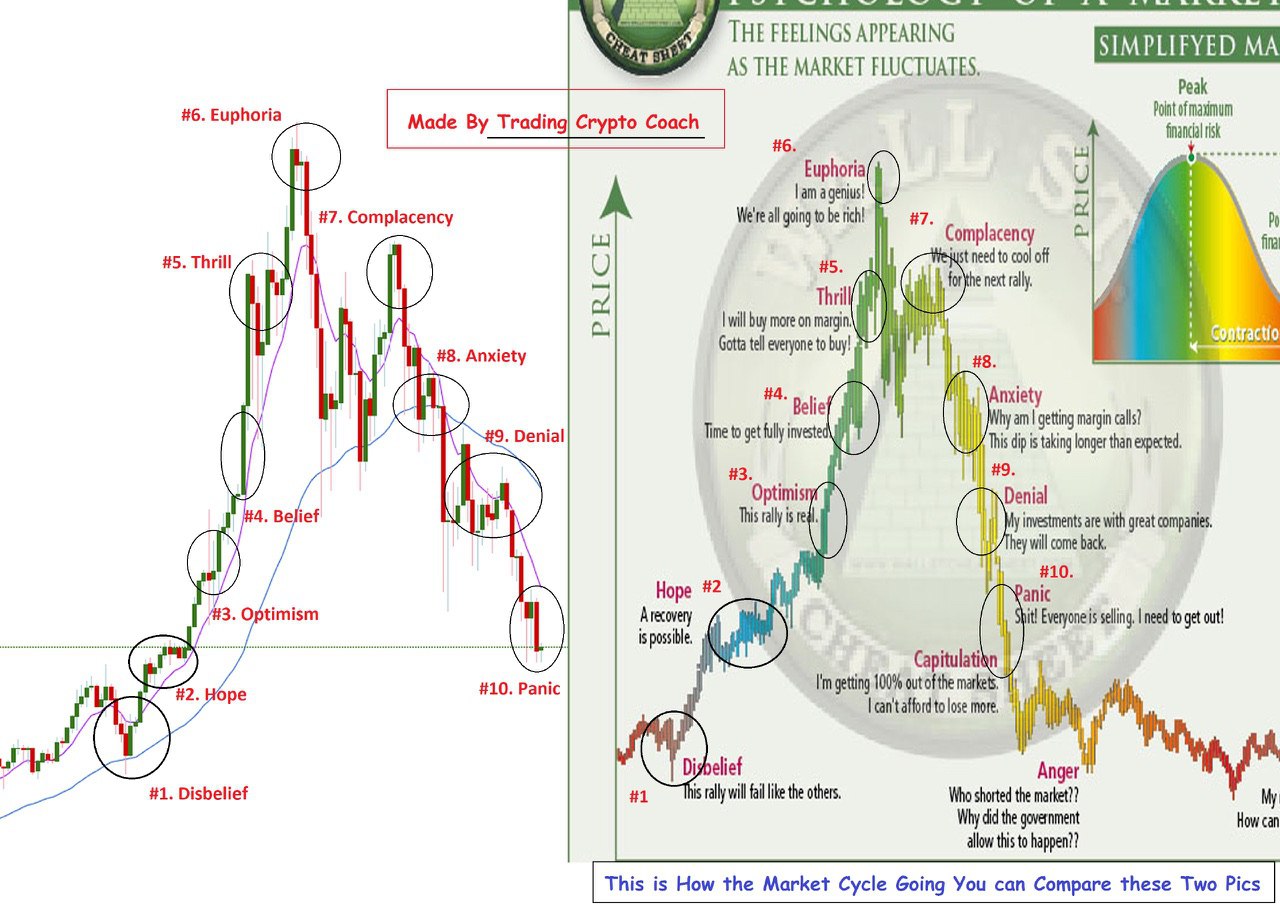 #6. Euphoria
#7. Complacency
#5. Thrill
#8. Anxiety
#9. Denial
#4. Belief
#3. Optimism
#2. Hope
#10. Panic
#1. Disbelief
Made By Trading Crypto Coach
CHEAT SHEET
PSYCHOLOGY OF A MARKE
THE FEELINGS APPEARING
AS THE MARKET FLUCTUATES.
SIMPLIFYED MA
Peak
Point of maximum
financial risk
PRICE
Po
finan
Contractio
WALL ST
CHEAT SHEET
PRICE
#6.
Euphoria
I am a genius!
We're all going to be rich!
#7.
Complacency
We just need to cool off
for the next rally.
#5.
Thrill
I will buy more on margin.
Gotta tell everyone to buy!
#8.
Anxiety
Why am I getting margin calls?
This dip is taking longer than expected.
#4.
Belief
Time to get fully invested
#9.
Denial
My investments are with great companies.
They will come back.
#3.
Optimism
This rally is real.
#10.
Panic
Shit! Everyone is selling. I need to get out!
#2
Hope
A recovery
is possible.
Capitulation
I'm getting 100% out of the markets.
I can't afford to lose more.
#1
Disbelief
This rally will fail like the others.
Anger
Who shorted the market??
Why did the government
allow this to happen??
My
How can
This is How the Market Cycle Going You can Compare these Two Pics